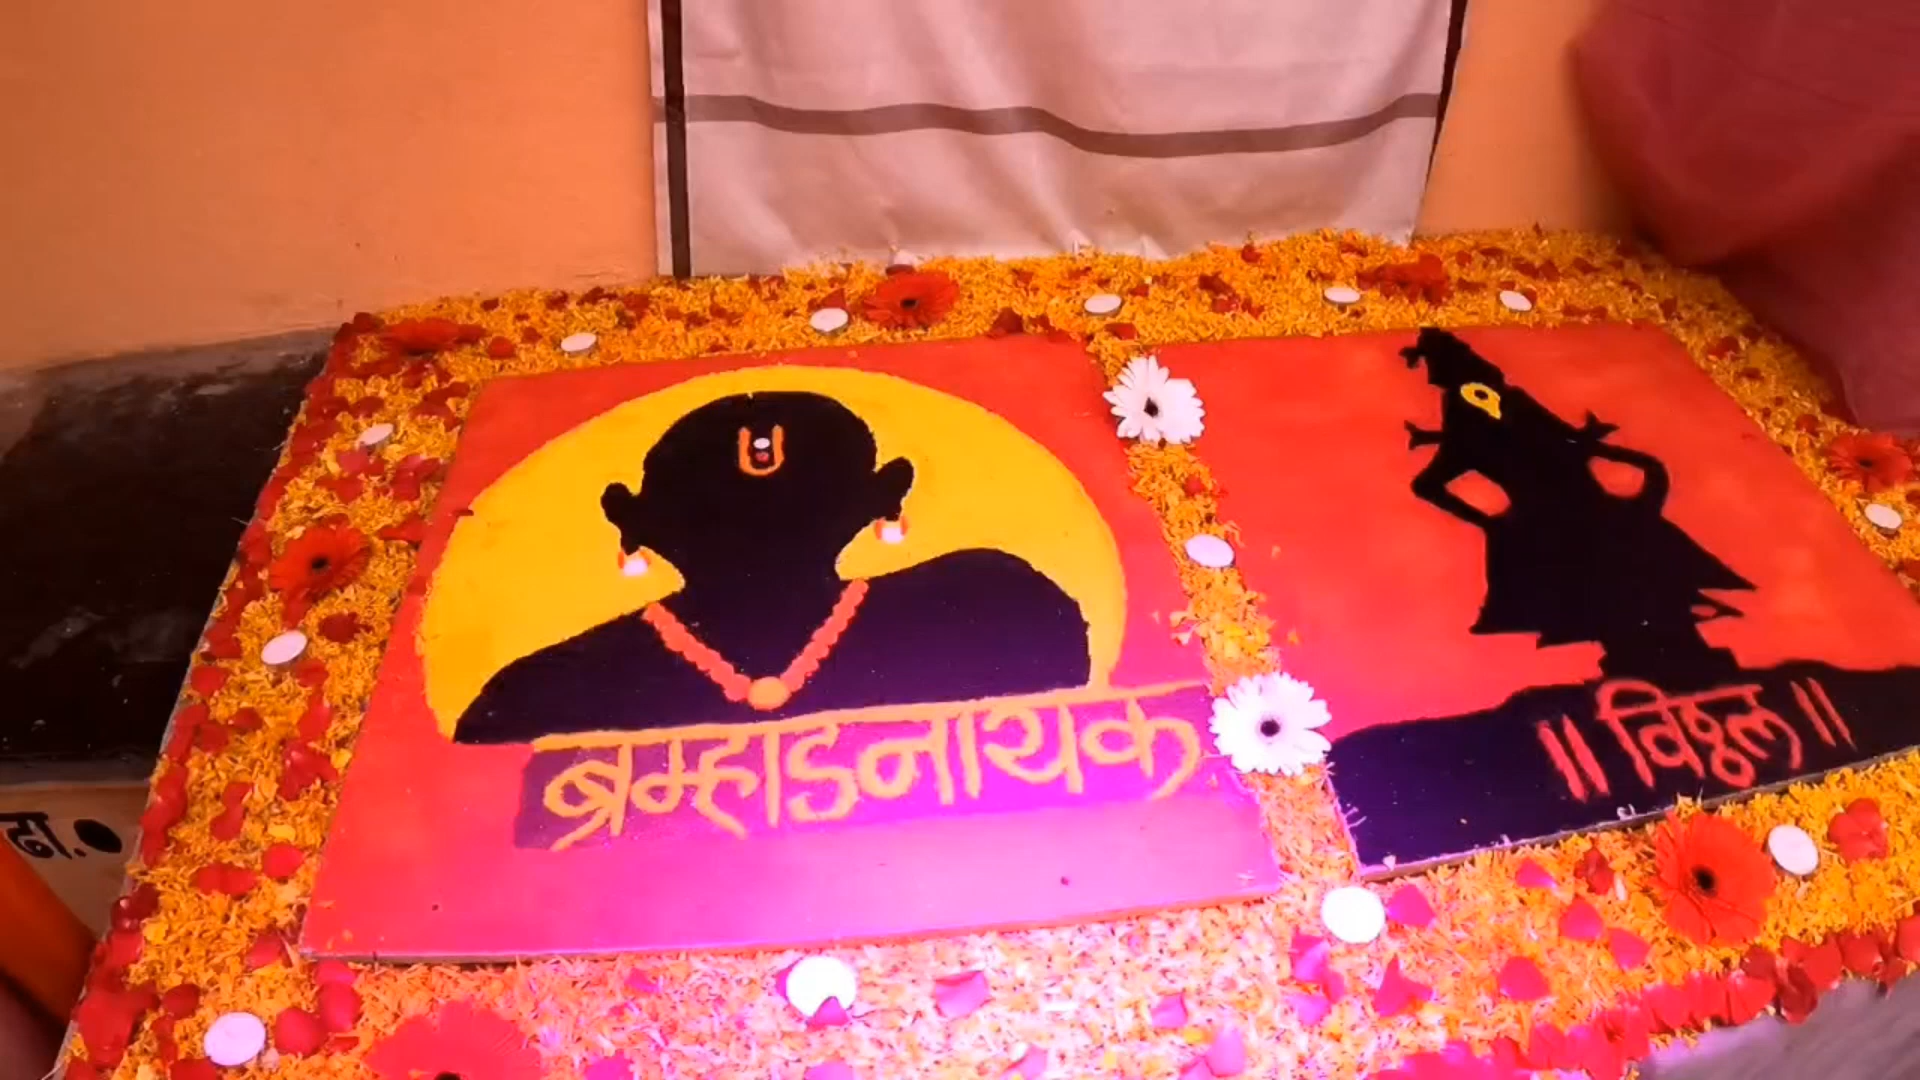 ब्रम्हाडनायक
॥ विठ्ठल ॥
ढा.